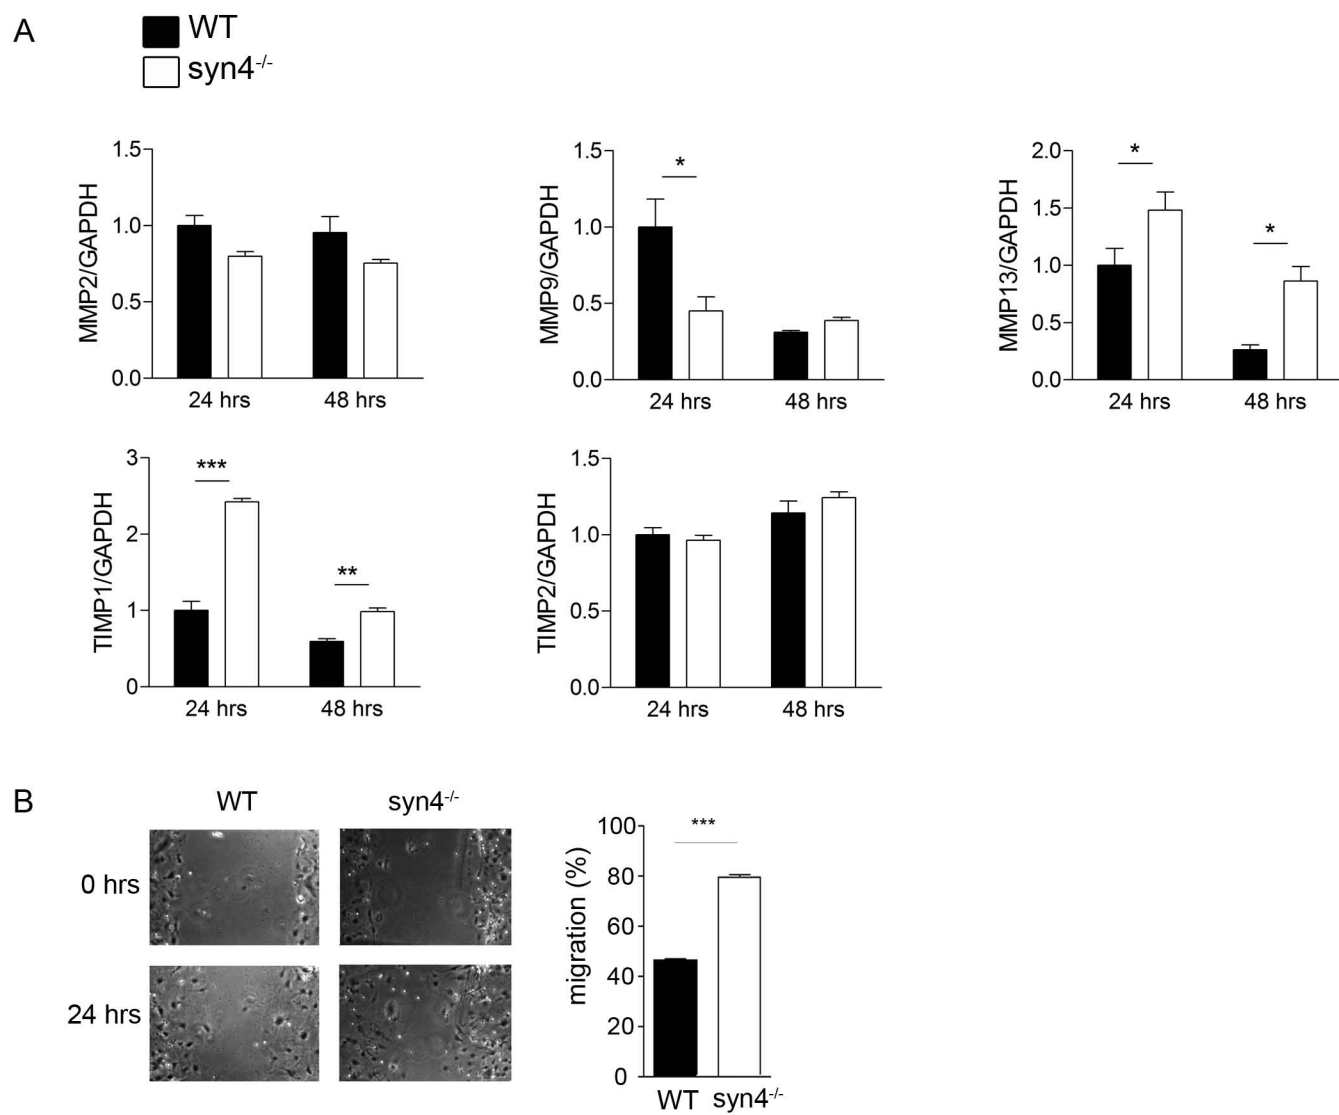 A
WT
syn4-/-
MMP2/GAPDH
1.5
1.0
0.5
0.0
24 hrs
48 hrs
MMP9/GAPDH
1.5
1.0
0.5
0.0
*
24 hrs
48 hrs
MMP13/GAPDH
2.0
1.5
1.0
0.5
0.0
*
*
24 hrs
48 hrs
TIMP1/GAPDH
3
2
1
0
***
**
24 hrs
48 hrs
TIMP2/GAPDH
1.5
1.0
0.5
0.0
24 hrs
48 hrs
B
WT
syn4-/-
0 hrs
24 hrs
migration (%)
100
80
60
40
20
0
***
WT
syn4-/-